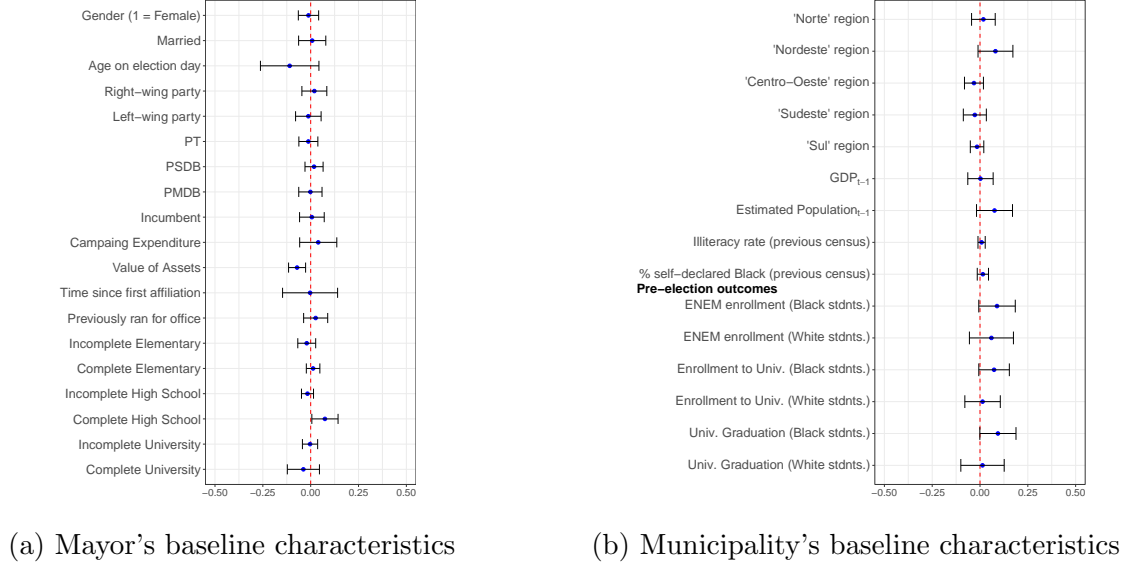 Gender (1 = Female)
Married
Age on election day
Right−wing party
Left−wing party
PT
PSDB
PMDB
Incumbent
Campaing Expenditure
Value of Assets
Time since first affiliation
Previously ran for office
Incomplete Elementary
Complete Elementary
Incomplete High School
Complete High School
Incomplete University
Complete University
−0.50 −0.25 0.00 0.25 0.50
(a) Mayor's baseline characteristics
'Norte' region
'Nordeste' region
'Centro−Oeste' region
'Sudeste' region
'Sul' region
GDPt−1
Estimated Populationt−1
Illiteracy rate (previous census)
% self−declared Black (previous census)
Pre−election outcomes
ENEM enrollment (Black stdnts.)
ENEM enrollment (White stdnts.)
Enrollment to Univ. (Black stdnts.)
Enrollment to Univ. (White stdnts.)
Univ. Graduation (Black stdnts.)
Univ. Graduation (White stdnts.)
−0.50 −0.25 0.00 0.25 0.50
(b) Municipality's baseline characteristics